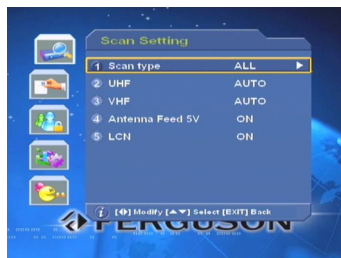 Scan Setting
1 Scan type ALL
2 UHF AUTO
3 VHF AUTO
4 Antenna Feed 5V ON
5 LCN ON
i [◀▶] Modify [▲▼] Select [EXIT] Back
FERGUSON